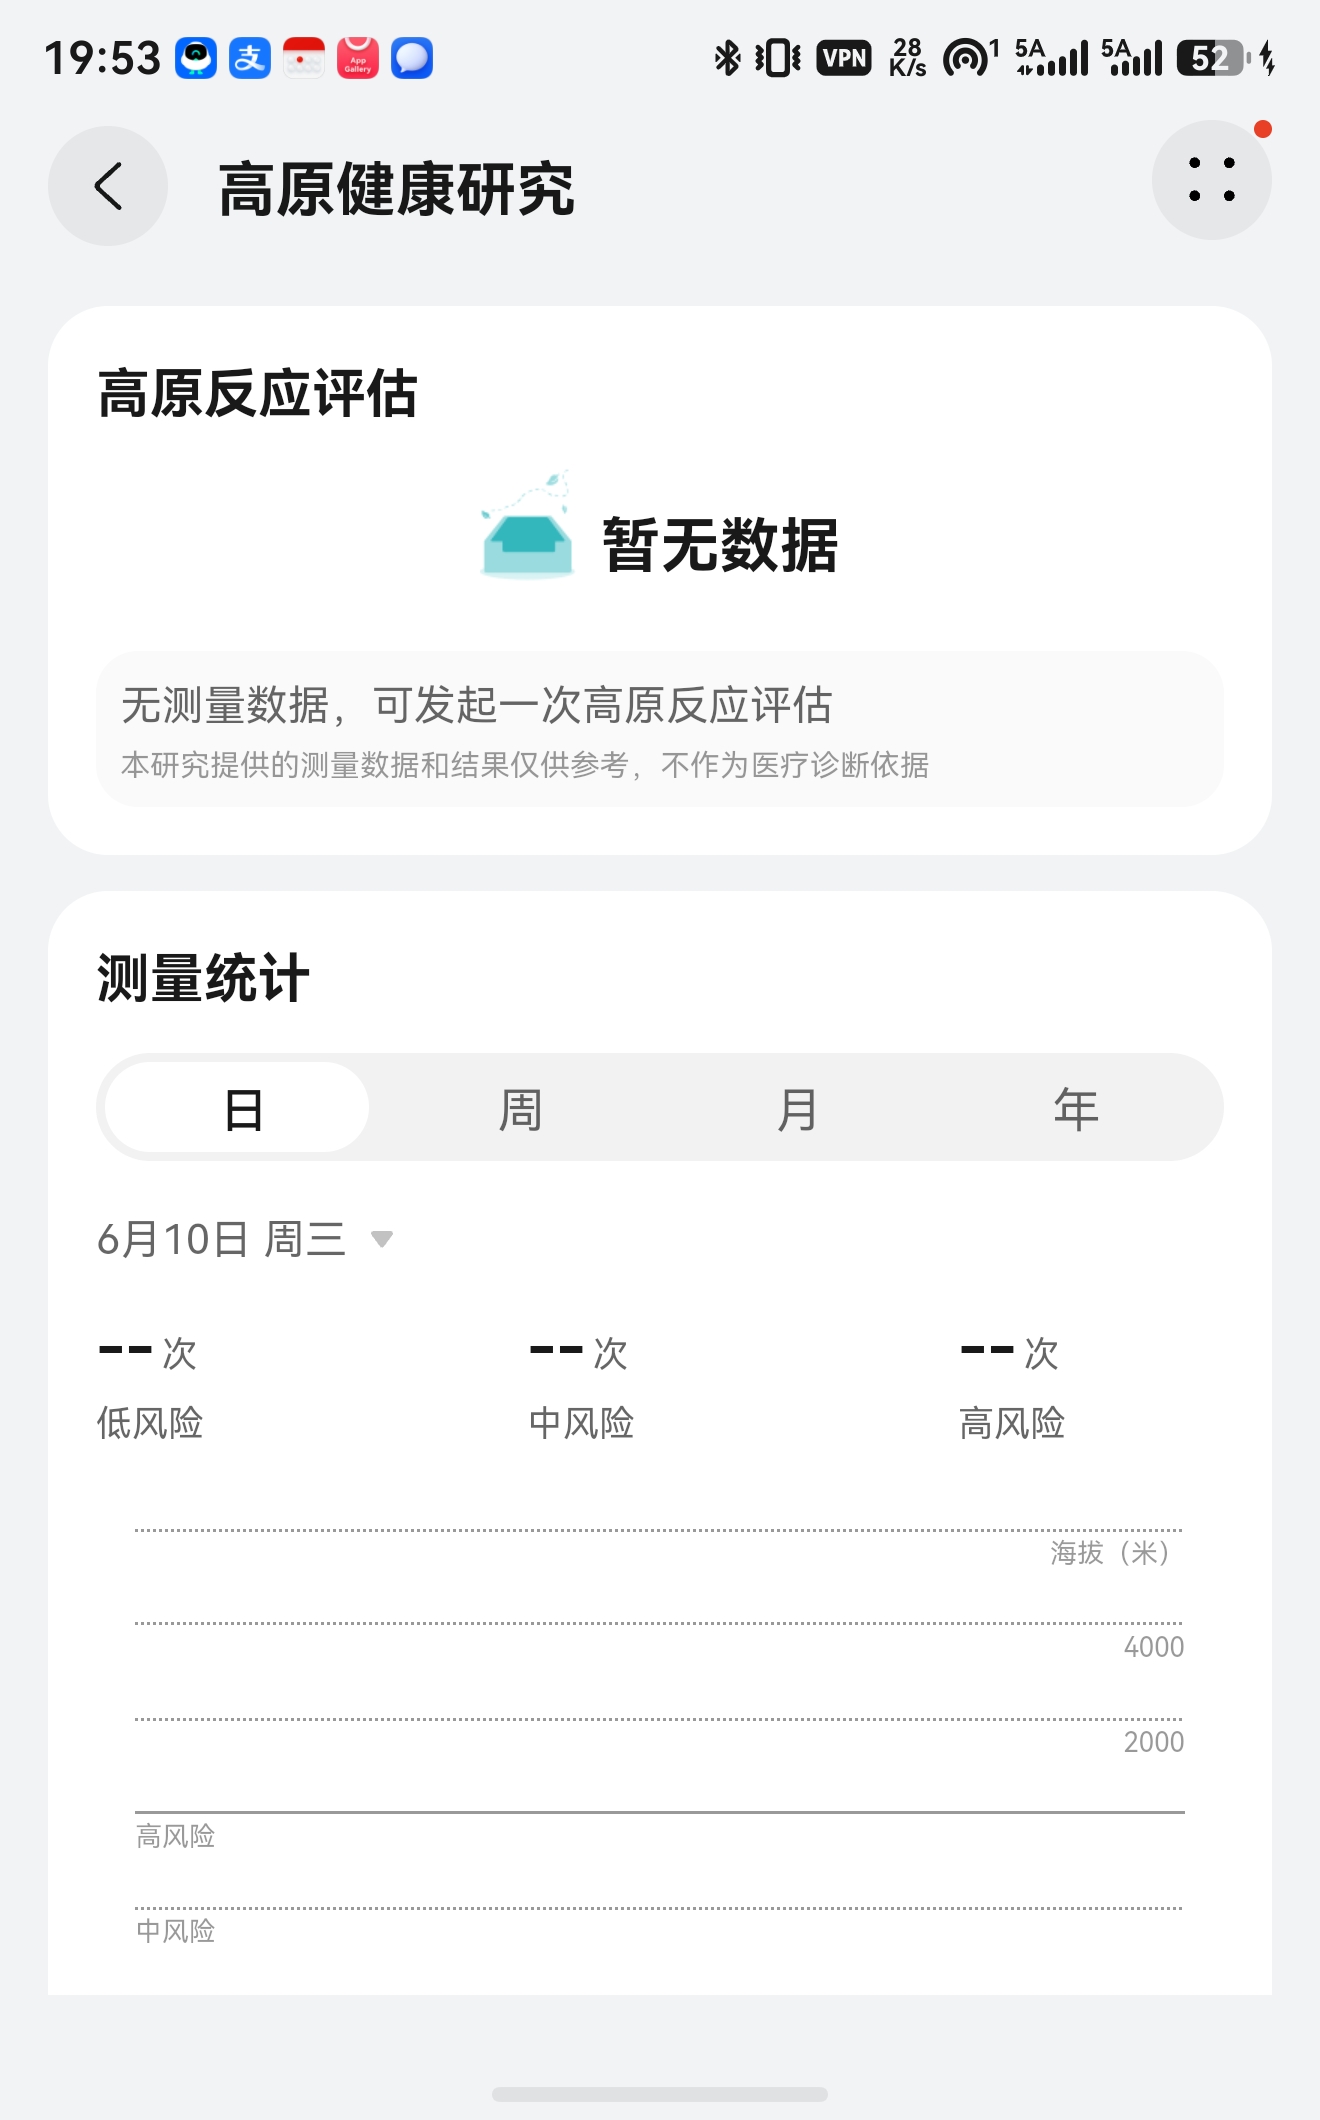 19:53
支
App
Gallery
VPN
28
K/s
1
5A
5A
52
高原健康研究
高原反应评估
暂无数据
无测量数据，可发起一次高原反应评估
本研究提供的测量数据和结果仅供参考，不作为医疗诊断依据
测量统计
日 周 月 年
6月10日 周三
--次 --次 --次
低风险 中风险 高风险
海拔（米）
4000
2000
高风险
中风险